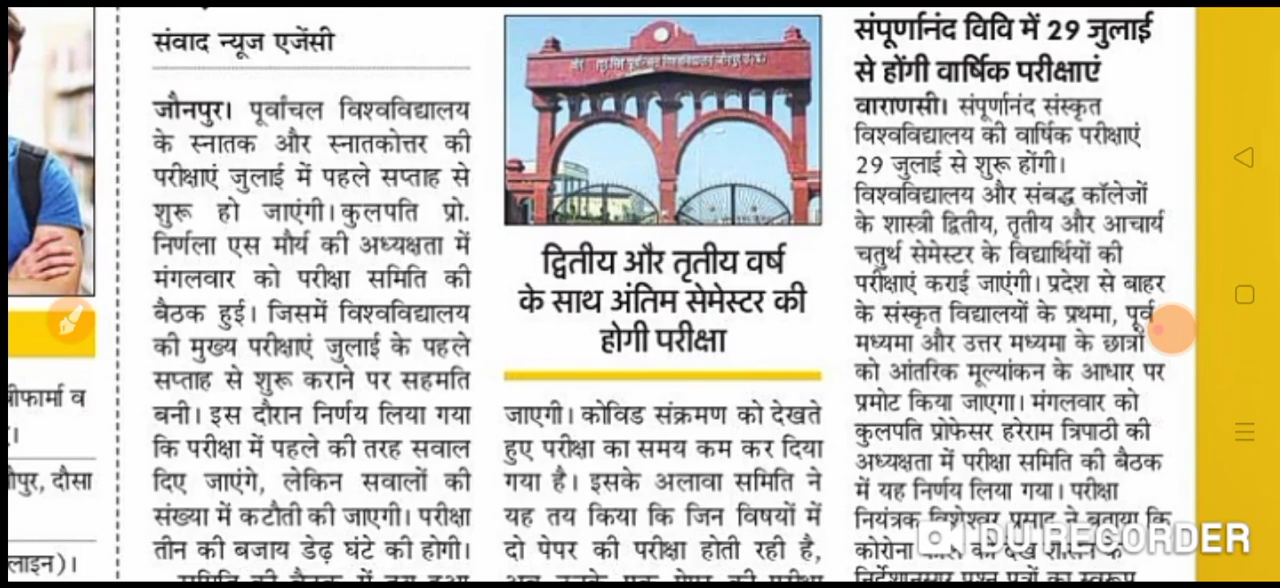 संवाद न्यूज एजेंसी
जौनपुर। पूर्वांचल विश्वविद्यालय
के स्नातक और स्नातकोत्तर की
परीक्षाएं जुलाई में पहले सप्ताह से
शुरू हो जाएंगी। कुलपति प्रो.
निर्णला एस मौर्य की अध्यक्षता में
मंगलवार को परीक्षा समिति की
बैठक हुई। जिसमें विश्वविद्यालय
की मुख्य परीक्षाएं जुलाई के पहले
सप्ताह से शुरू कराने पर सहमति
बनी। इस दौरान निर्णय लिया गया
कि परीक्षा में पहले की तरह सवाल
दिए जाएंगे, लेकिन सवालों की
संख्या में कटौती की जाएगी। परीक्षा
तीन की बजाय डेढ़ घंटे की होगी।
द्वितीय और तृतीय वर्ष
के साथ अंतिम सेमेस्टर की
होगी परीक्षा
जाएगी। कोविड संक्रमण को देखते
हुए परीक्षा का समय कम कर दिया
गया है। इसके अलावा समिति ने
यह तय किया कि जिन विषयों में
दो पेपर की परीक्षा होती रही है,
संपूर्णानंद विवि में 29 जुलाई
से होंगी वार्षिक परीक्षाएं
वाराणसी। संपूर्णानंद संस्कृत
विश्वविद्यालय की वार्षिक परीक्षाएं
29 जुलाई से शुरू होंगी।
विश्वविद्यालय और संबद्ध कॉलेजों
के शास्त्री द्वितीय, तृतीय और आचार्य
चतुर्थ सेमेस्टर के विद्यार्थियों की
परीक्षाएं कराई जाएंगी। प्रदेश से बाहर
के संस्कृत विद्यालयों के प्रथमा, पूर्व
मध्यमा और उत्तर मध्यमा के छात्रों
को आंतरिक मूल्यांकन के आधार पर
प्रमोट किया जाएगा। मंगलवार को
कुलपति प्रोफेसर हरेराम त्रिपाठी की
अध्यक्षता में परीक्षा समिति की बैठक
में यह निर्णय लिया गया। परीक्षा
नियंत्रक विशेश्वर प्रसाद ने बताया कि
कोरोना को देख शासन के
व
दौसा
DU RECORDER